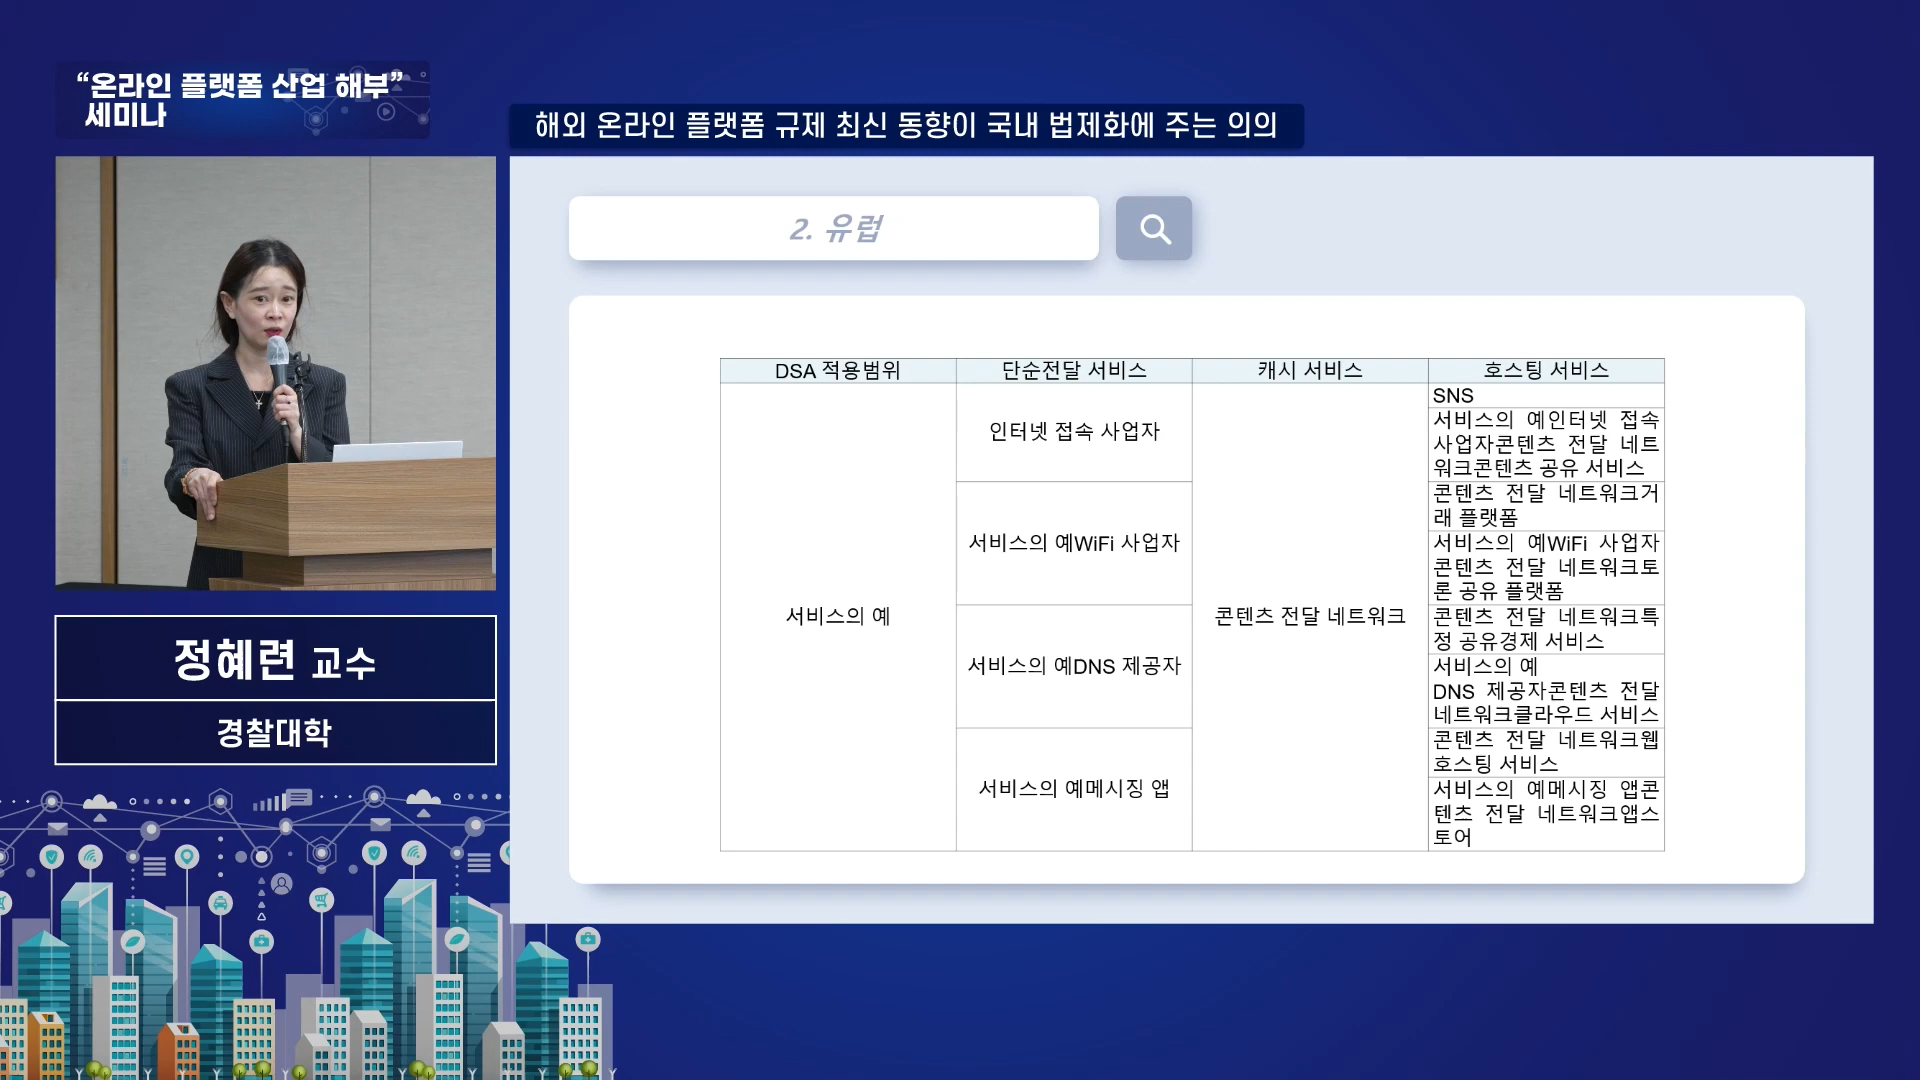 “온라인 플랫폼 산업 해부”
세미나
해외 온라인 플랫폼 규제 최신 동향이 국내 법제화에 주는 의의
2. 유럽
DSA 적용범위
단순전달 서비스
캐시 서비스
호스팅 서비스
서비스의 예
인터넷 접속 사업자
서비스의 예WiFi 사업자
서비스의 예DNS 제공자
서비스의 예메시징 앱
콘텐츠 전달 네트워크
SNS
서비스의 예인터넷 접속
사업자콘텐츠 전달 네트
워크콘텐츠 공유 서비스
콘텐츠 전달 네트워크거
래 플랫폼
서비스의 예WiFi 사업자
콘텐츠 전달 네트워크토
론 공유 플랫폼
콘텐츠 전달 네트워크특
정 공유경제 서비스
서비스의 예
DNS 제공자콘텐츠 전달
네트워크클라우드 서비스
콘텐츠 전달 네트워크웹
호스팅 서비스
서비스의 예메시징 앱콘
텐츠 전달 네트워크앱스
토어
정혜련 교수
경찰대학